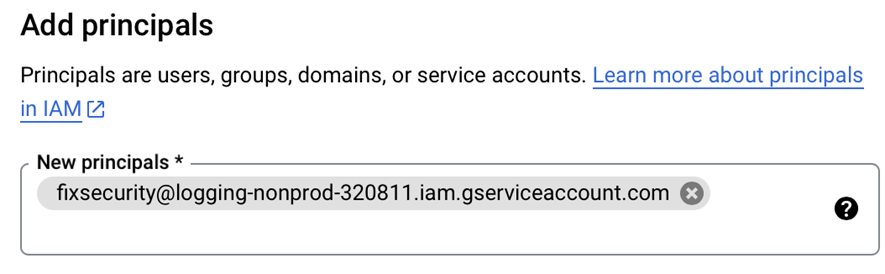 Add principals
Principals are users, groups, domains, or service accounts. Learn more about principals
in IAM
New principals *
fixsecurity@logging-nonprod-320811.iam.gserviceaccount.com